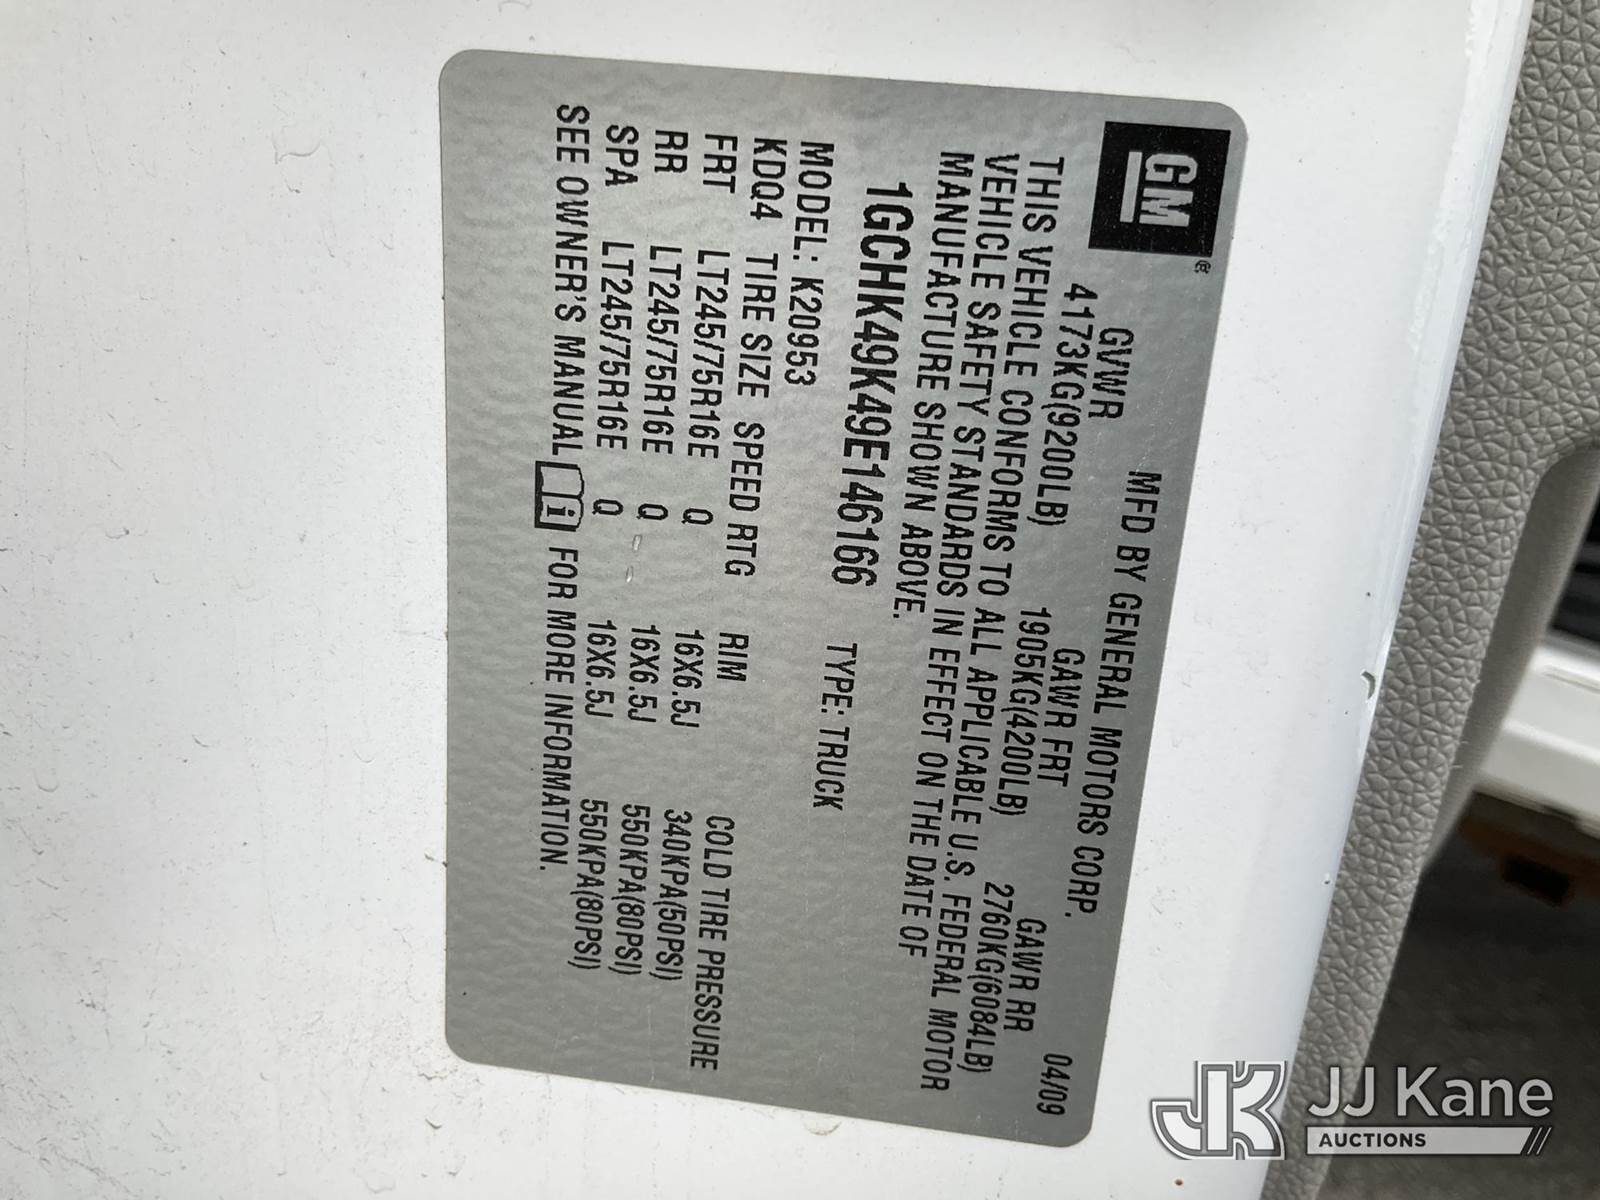 GM
®
MFD BY GENERAL MOTORS CORP. 04/09
GVWR GAWR FRT GAWR RR
4173KG(9200LB) 1905KG(4200LB) 2760KG(6084LB)
THIS VEHICLE CONFORMS TO ALL APPLICABLE U.S. FEDERAL MOTOR
VEHICLE SAFETY STANDARDS IN EFFECT ON THE DATE OF
MANUFACTURE SHOWN ABOVE.
1GCHK49K49E146166 TYPE: TRUCK
MODEL: K20953
KDQ4 TIRE SIZE SPEED RTG RIM COLD TIRE PRESSURE
FRT LT245/75R16E Q 16X6.5J 340KPA(50PSI)
RR LT245/75R16E Q 16X6.5J 550KPA(80PSI)
SPA LT245/75R16E Q 16X6.5J 550KPA(80PSI)
SEE OWNER'S MANUAL i FOR MORE INFORMATION.
JK JJ Kane
AUCTIONS